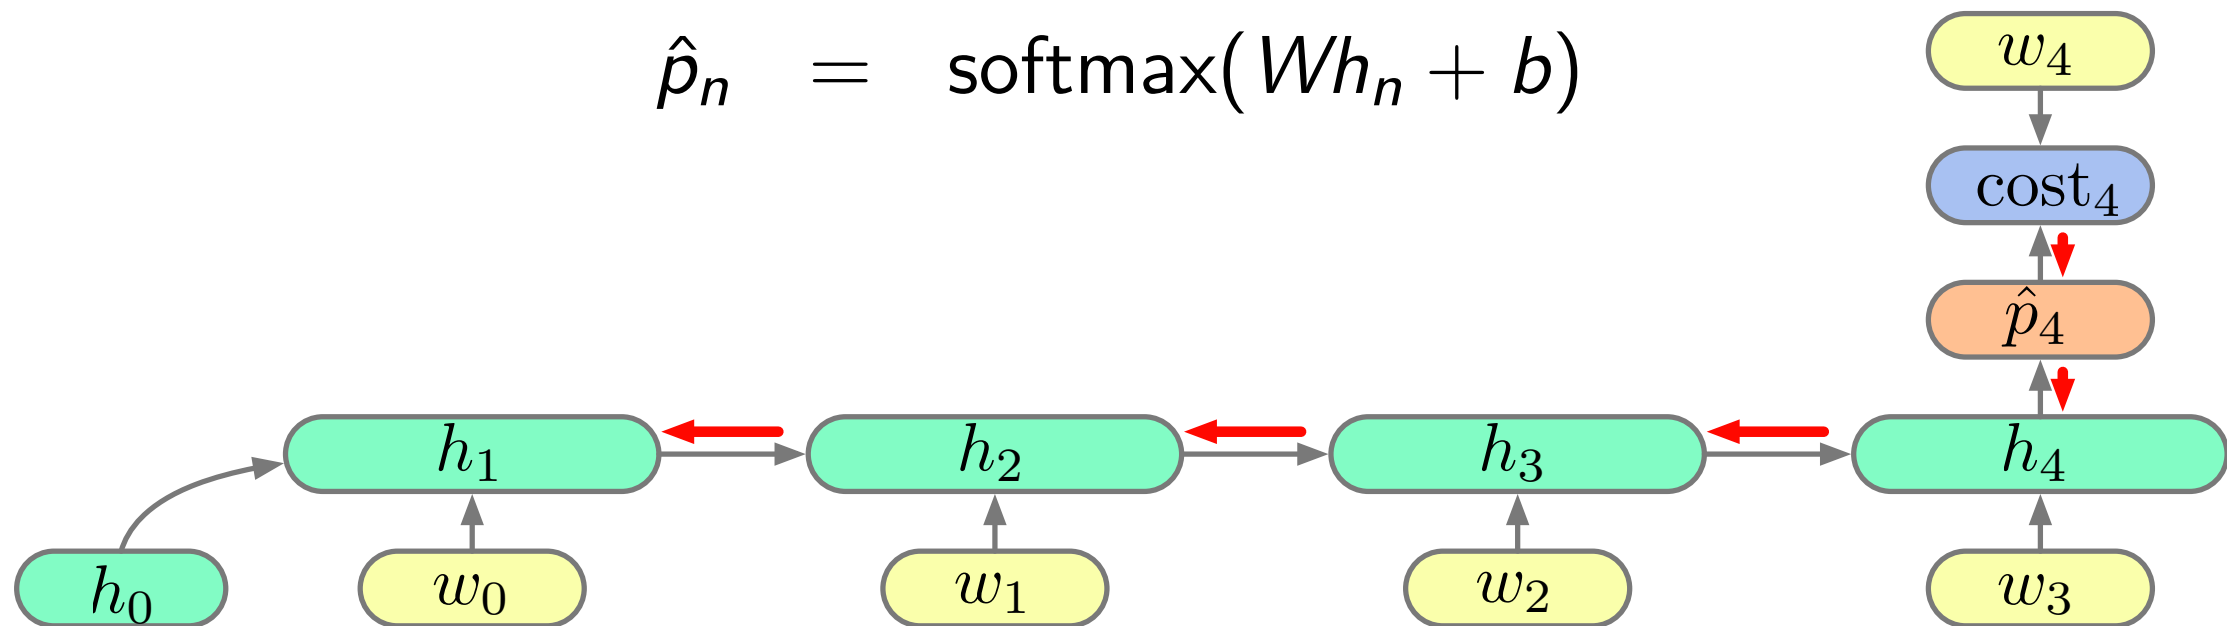 p̂ₙ = softmax(Whₙ + b)
w₄
cost₄
p̂₄
h₁ h₂ h₃ h₄
h₀ w₀ w₁ w₂ w₃